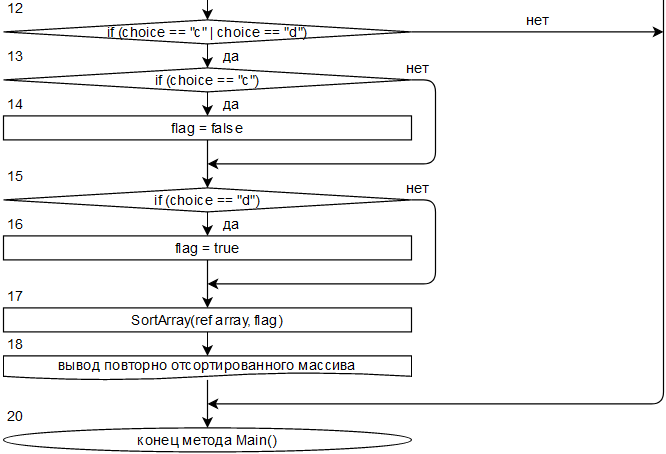 12
нет
if (choice == "c" | choice == "d")
да
13
нет
if (choice == "c")
да
14
flag = false
15
нет
if (choice == "d")
да
16
flag = true
17
SortArray(ref array, flag)
18
вывод повторно отсортированного массива
20
конец метода Main()